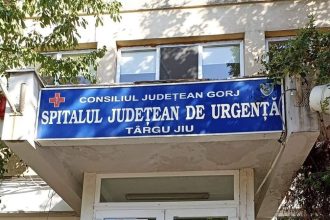 CONSILIUL JUDEȚEAN GORJ
SPITALUL JUDEȚEAN DE URGENȚĂ
TÂRGU JIU